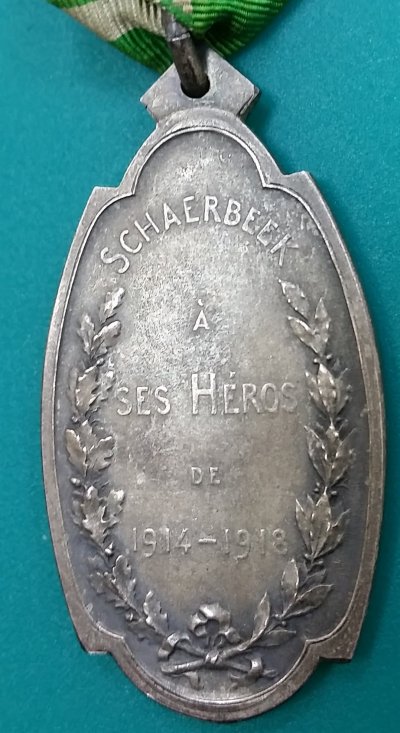 SCHAERBEEK
À
SES HÉROS
DE
1914-1918